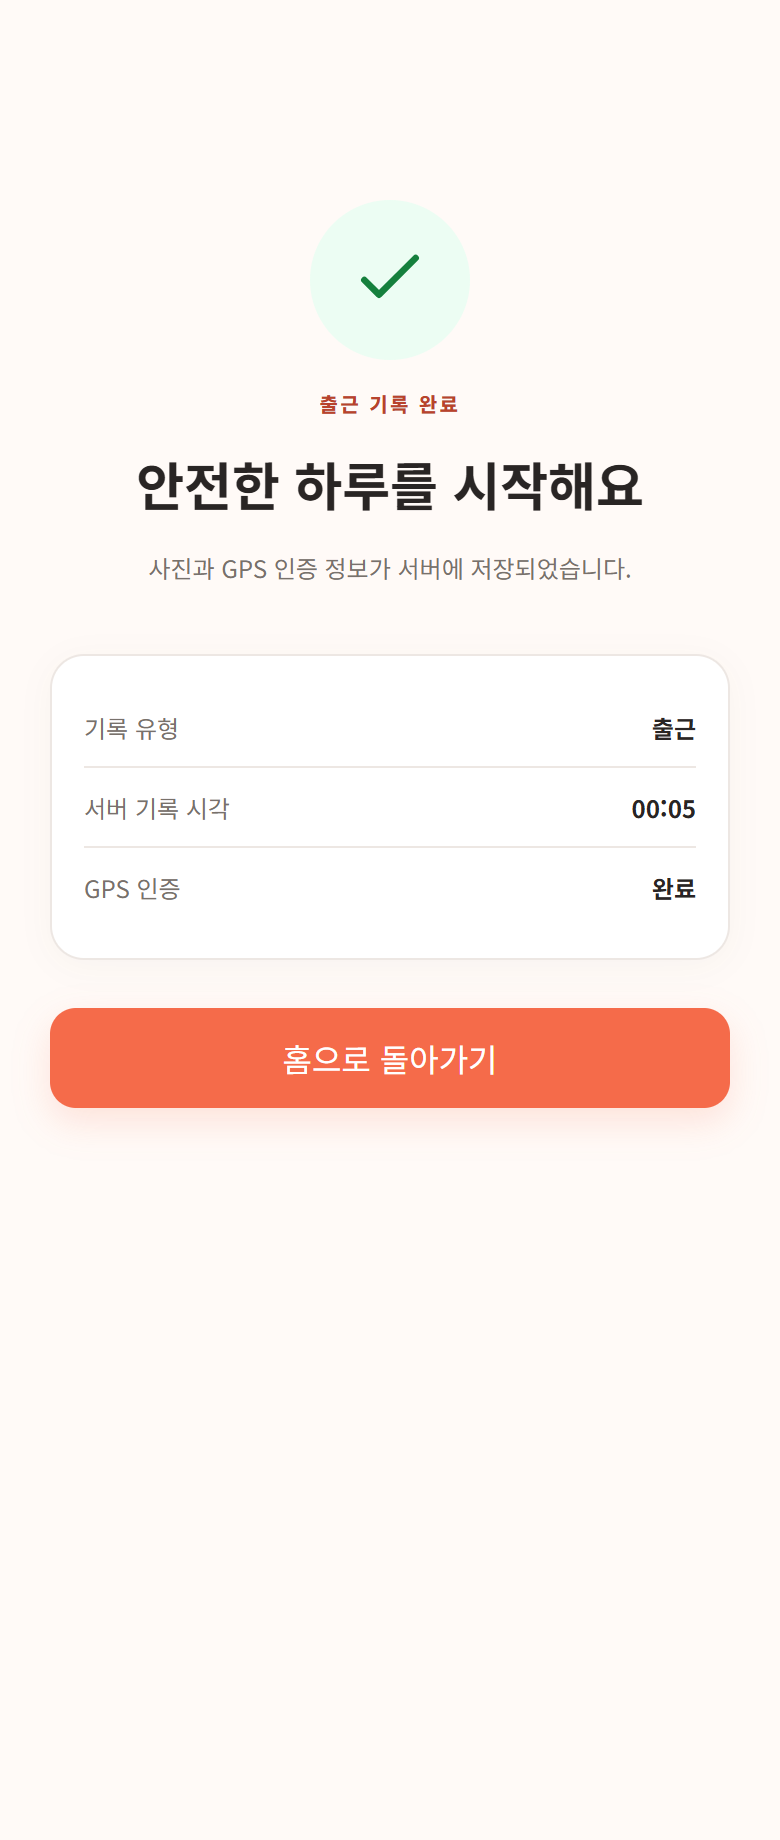 출근 기록 완료
안전한 하루를 시작해요
사진과 GPS 인증 정보가 서버에 저장되었습니다.
기록 유형 출근
서버 기록 시각 00:05
GPS 인증 완료
홈으로 돌아가기